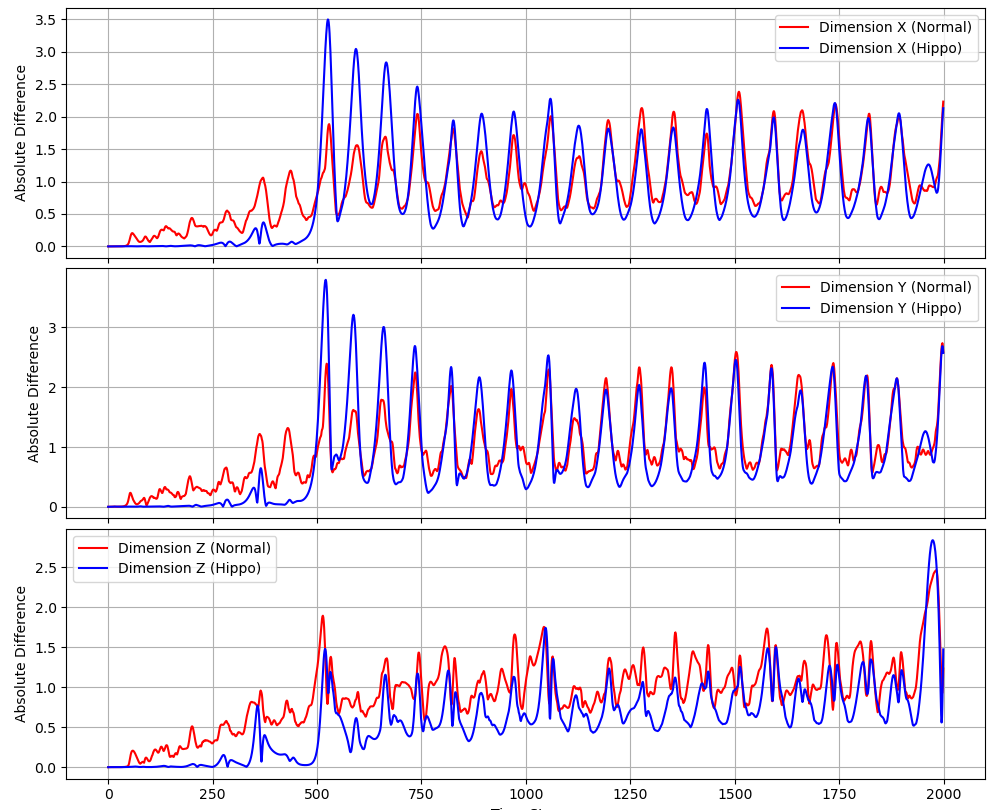 3.5
3.0
2.5
2.0
1.5
1.0
0.5
0.0
Absolute Difference
Dimension X (Normal)
Dimension X (Hippo)
3
2
1
0
Absolute Difference
Dimension Y (Normal)
Dimension Y (Hippo)
2.5
2.0
1.5
1.0
0.5
0.0
Absolute Difference
Dimension Z (Normal)
Dimension Z (Hippo)
0 250 500 750 1000 1250 1500 1750 2000